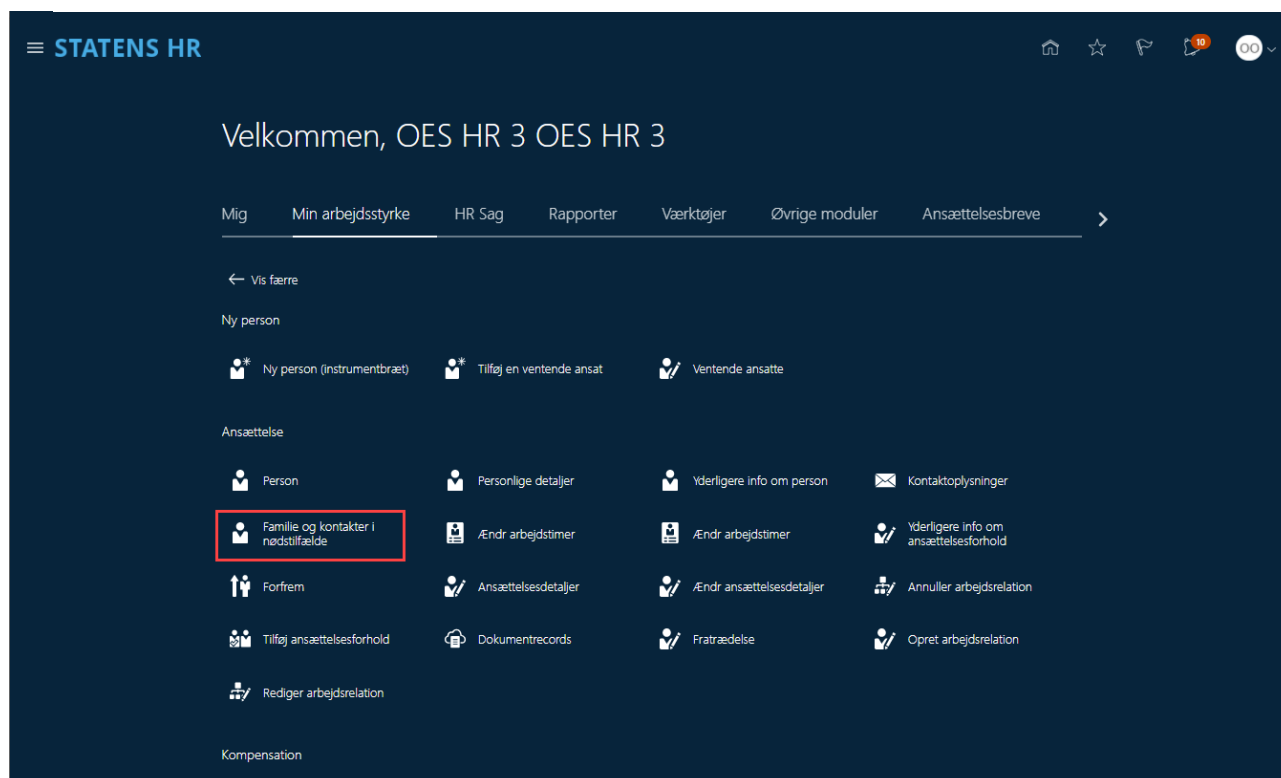 STATENS HR
10
OO
Velkommen, OES HR 3 OES HR 3
Mig Min arbejdsstyrke HR Sag Rapporter Værktøjer Øvrige moduler Ansættelsesbreve
Vis færre
Ny person
Ny person (instrumentbræt) Tilføj en ventende ansat Ventende ansatte
Ansættelse
Person Personlige detaljer Yderligere info om person Kontaktoplysninger
Familie og kontakter i
nødstilfælde
Ændr arbejdstimer Ændr arbejdstimer
Yderligere info om
ansættelsesforhold
Forfrem Ansættelsesdetaljer Ændr ansættelsesdetaljer Annuller arbejdsrelation
Tilføj ansættelsesforhold Dokumentrecords Fratrædelse Opret arbejdsrelation
Rediger arbejdsrelation
Kompensation